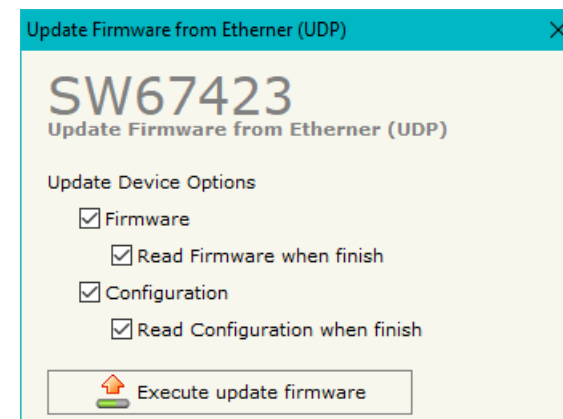 Update Firmware from Etherner (UDP)
SW67423
Update Firmware from Etherner (UDP)
Update Device Options
Firmware
Read Firmware when finish
Configuration
Read Configuration when finish
Execute update firmware